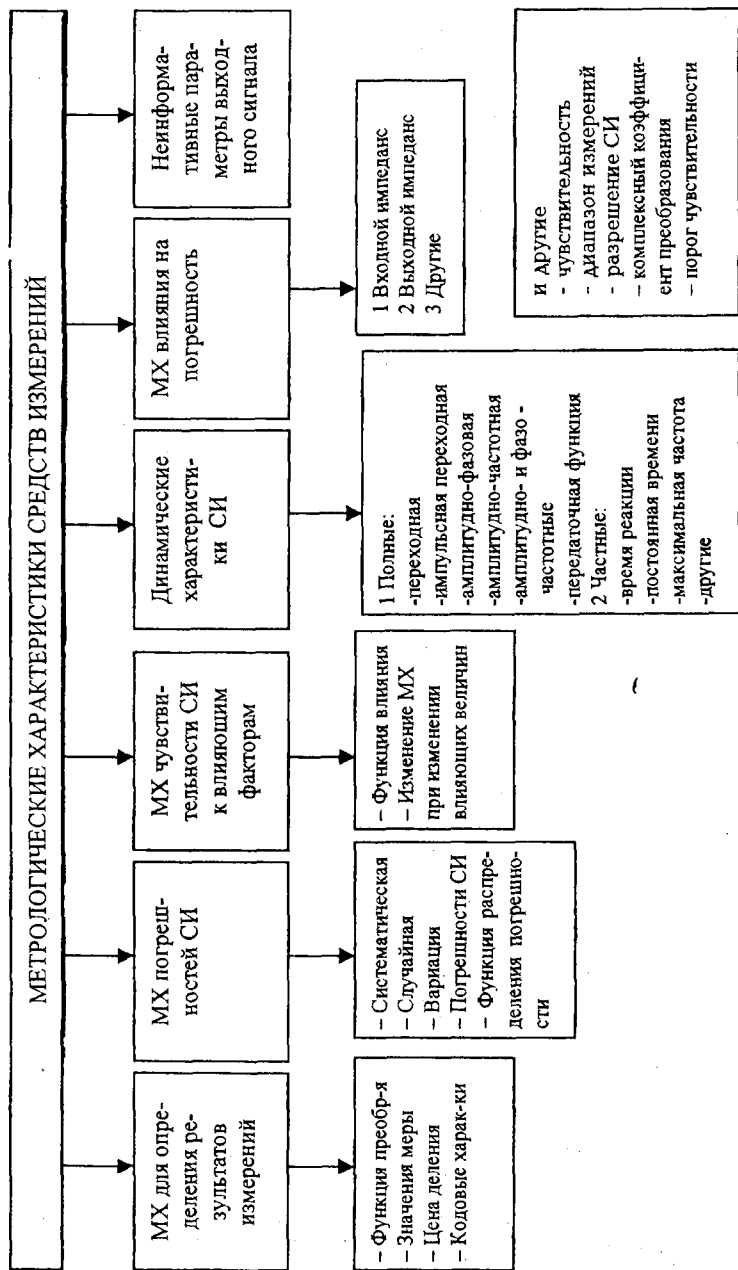 МЕТРОЛОГИЧЕСКИЕ ХАРАКТЕРИСТИКИ СРЕДСТВ ИЗМЕРЕНИЙ
МХ для опре-
деления ре-
зультатов
измерений
МХ погреш-
ностей СИ
МХ чувстви-
тельности СИ
к влияющим
факторам
Динамические
характеристи-
ки СИ
МХ влияния на
погрешность
Неинформа-
тивные пара-
метры выход-
ного сигнала
– Функция преобр-я
– Значения меры
– Цена деления
– Кодовые харак-ки
– Систематическая
– Случайная
– Вариация
– Погрешности СИ
– Функция распре-
деления погрешно-
сти
– Функция влияния
– Изменение МХ
при изменении
влияющих величин
1 Полные:
-переходная
-импульсная переходная
-амплитудно-фазовая
-амплитудно-частотная
-амплитудно- и фазо -
частотные
-передаточная функция
2 Частные:
-время реакции
-постоянная времени
-максимальная частота
-другие
1 Входной импеданс
2 Выходной импеданс
3 Другие
и другие
- чувствительность
- диапазон измерений
- разрешение СИ
– комплексный коэффици-
ент преобразования
– порог чувствительности